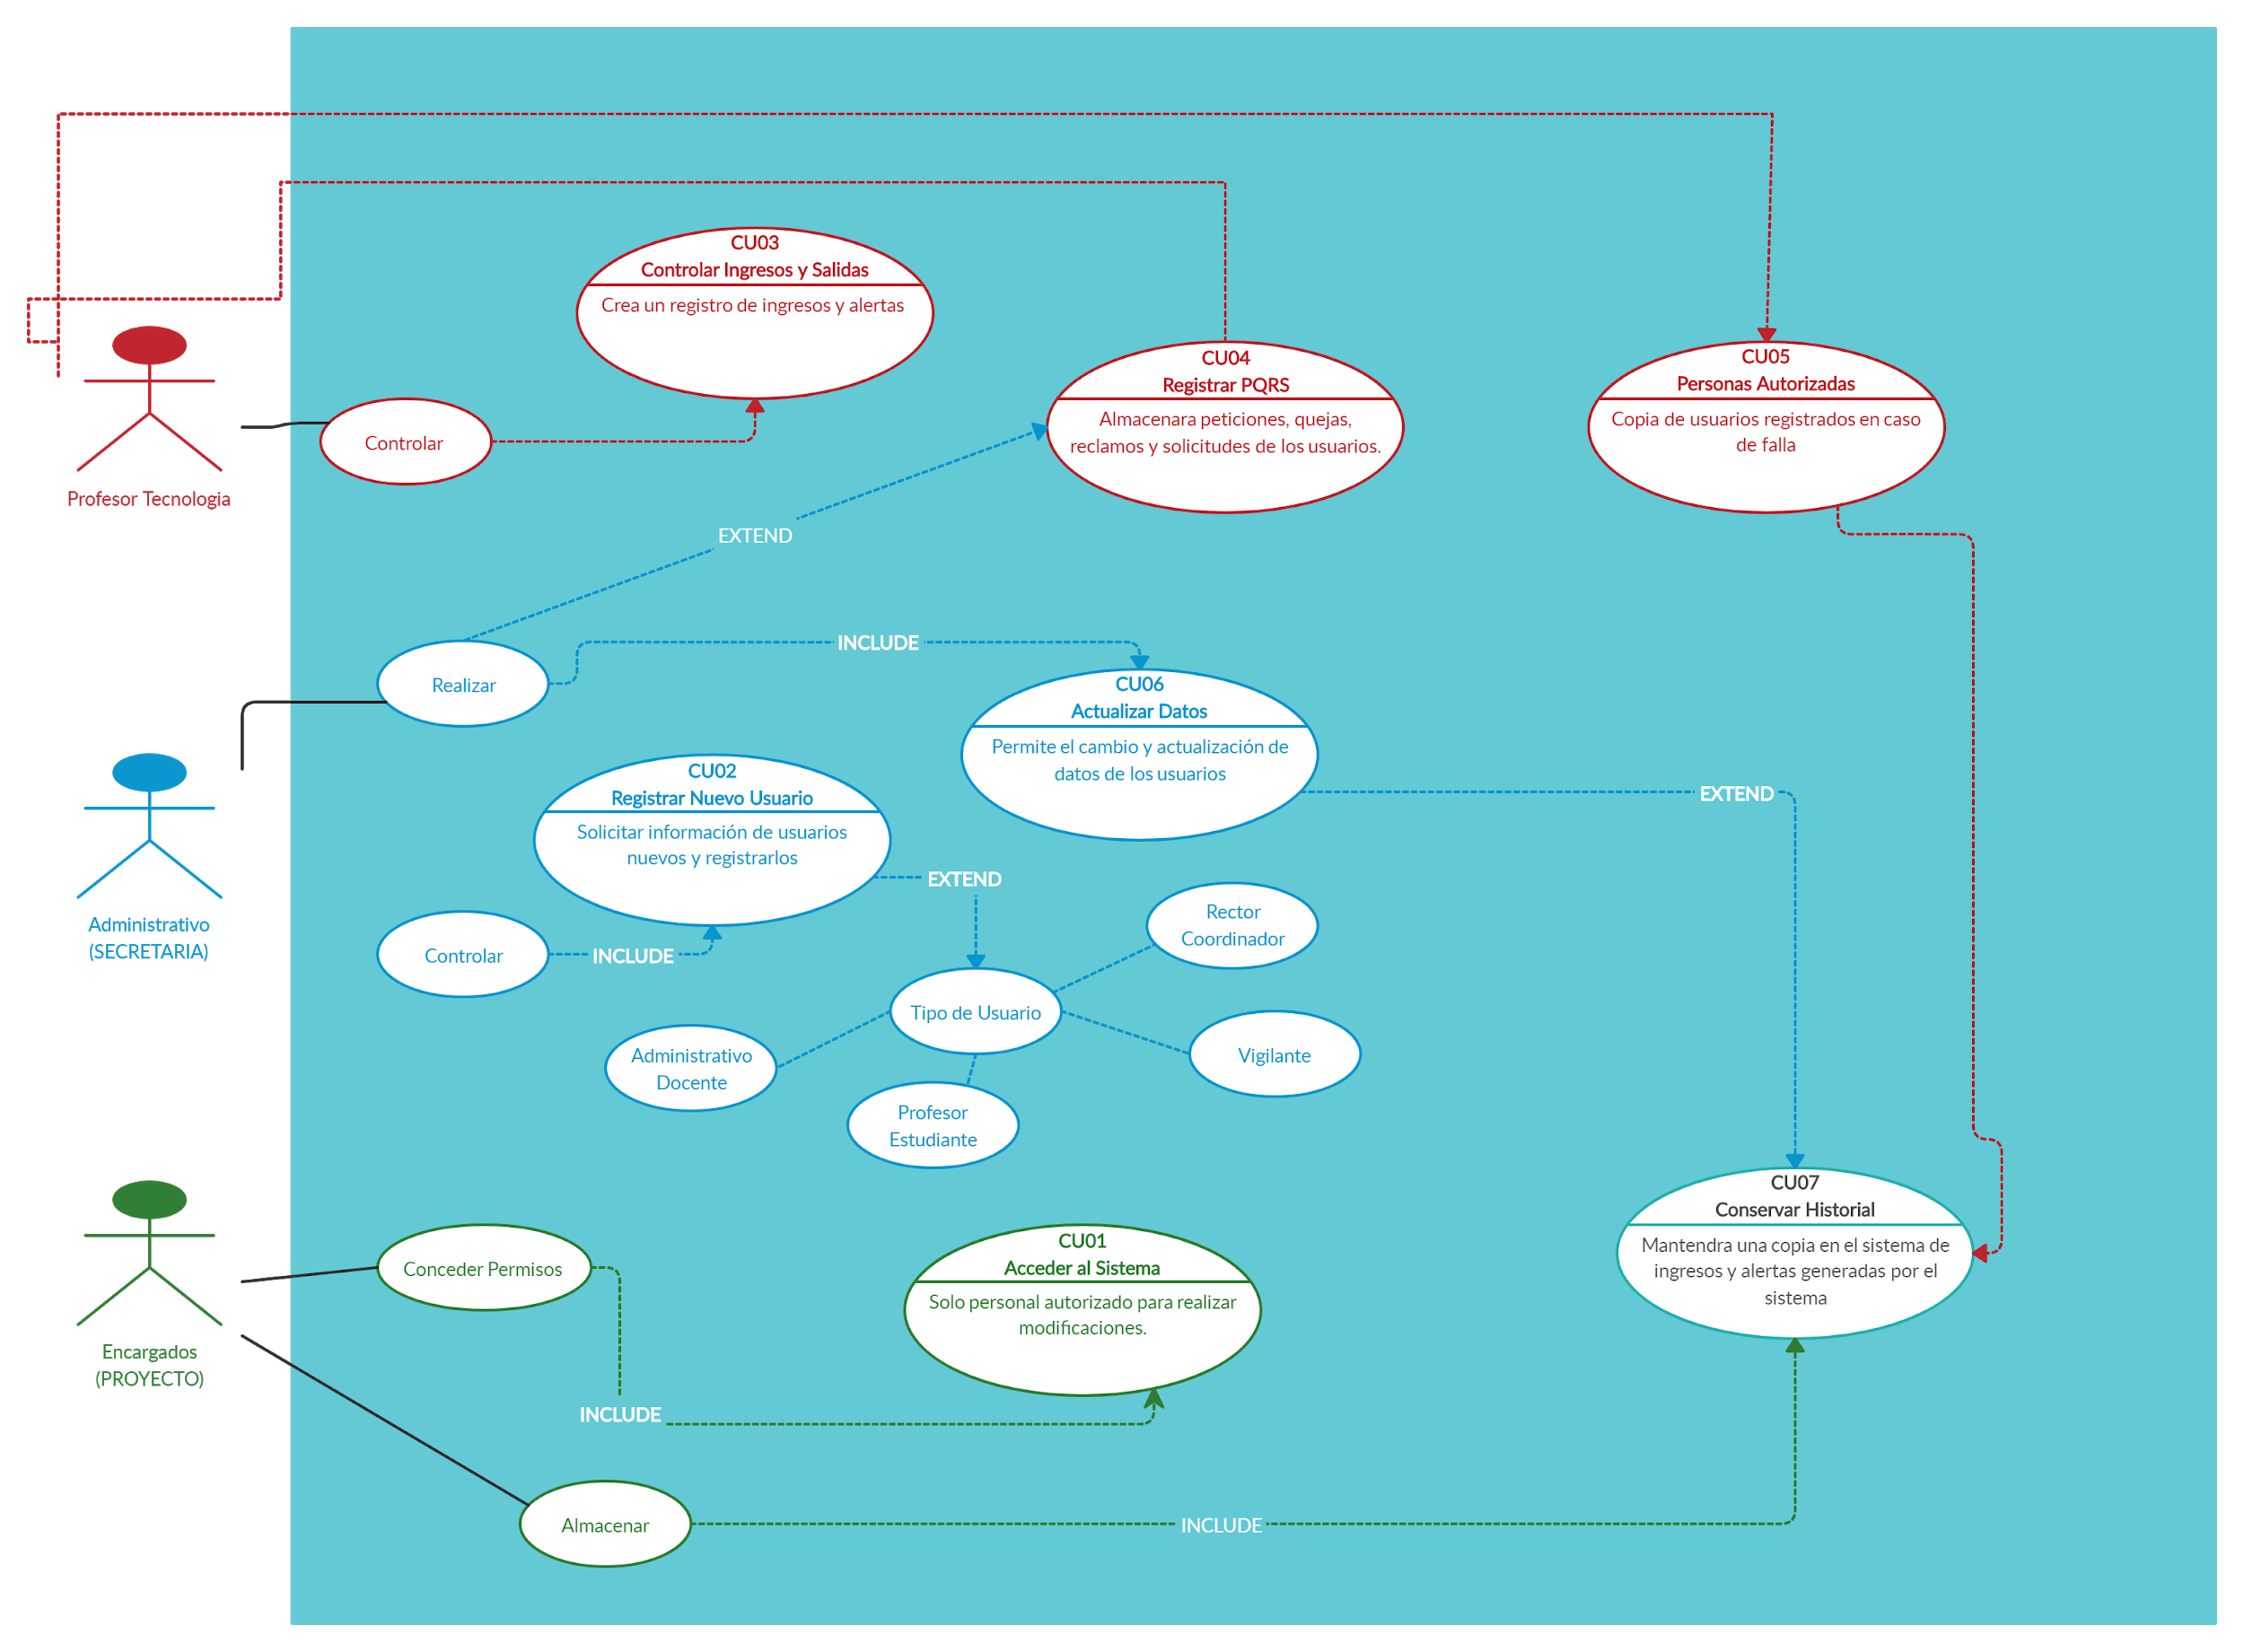 CU03
Controlar Ingresos y Salidas
Crea un registro de ingresos y alertas
CU04
Registrar PQRS
Almacenara peticiones, quejas,
reclamos y solicitudes de los usuarios.
CU05
Personas Autorizadas
Copia de usuarios registrados en caso
de falla
Controlar
Profesor Tecnologia
EXTEND
Realizar
INCLUDE
CU06
Actualizar Datos
Permite el cambio y actualización de
datos de los usuarios
EXTEND
CU02
Registrar Nuevo Usuario
Solicitar información de usuarios
nuevos y registrarlos
EXTEND
Administrativo
(SECRETARIA)
Controlar
INCLUDE
Rector
Coordinador
Tipo de Usuario
Administrativo
Docente
Vigilante
Profesor
Estudiante
CU07
Conservar Historial
Mantendra una copia en el sistema de
ingresos y alertas generadas por el
sistema
Conceder Permisos
CU01
Acceder al Sistema
Solo personal autorizado para realizar
modificaciones.
Encargados
(PROYECTO)
INCLUDE
Almacenar
INCLUDE